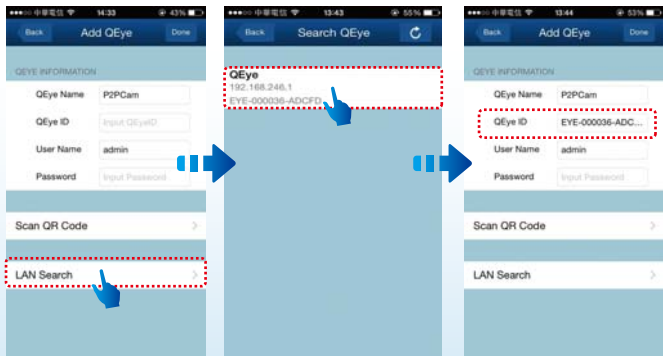 中華電信 14:33 43%
Back Add QEye Done
QEYE INFORMATION
QEye Name P2PCam
QEye ID Input QEyeID
User Name admin
Password Input Password
Scan QR Code
LAN Search
中華電信 13:43 55%
Back Search QEye
QEye
192.168.246.1
EYE-000036-ADCFD
中華電信 13:44 53%
Back Add QEye Done
QEYE INFORMATION
QEye Name P2PCam
QEye ID EYE-000036-ADC...
User Name admin
Password Input Password
Scan QR Code
LAN Search